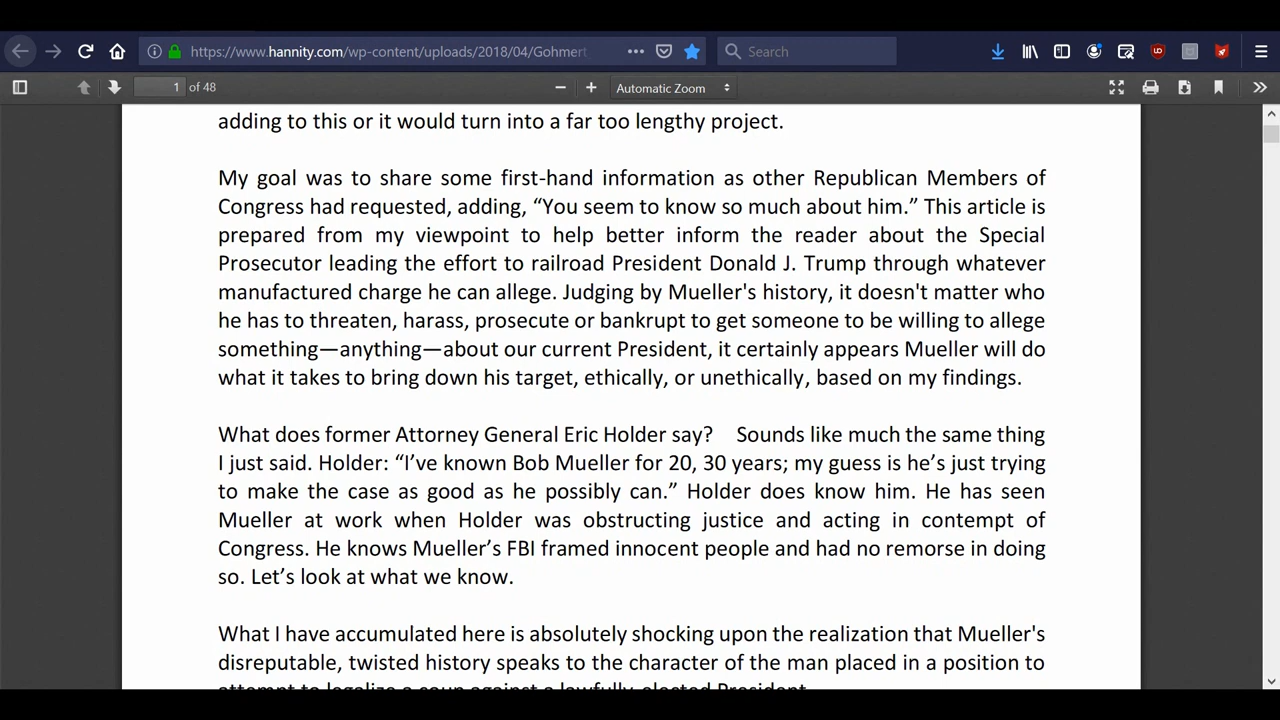 https://www.hannity.com/wp-content/uploads/2018/04/Gohmert
Search
1 of 48
Automatic Zoom
adding to this or it would turn into a far too lengthy project.
My goal was to share some first-hand information as other Republican Members of
Congress had requested, adding, “You seem to know so much about him.” This article is
prepared from my viewpoint to help better inform the reader about the Special
Prosecutor leading the effort to railroad President Donald J. Trump through whatever
manufactured charge he can allege. Judging by Mueller's history, it doesn't matter who
he has to threaten, harass, prosecute or bankrupt to get someone to be willing to allege
something—anything—about our current President, it certainly appears Mueller will do
what it takes to bring down his target, ethically, or unethically, based on my findings.
What does former Attorney General Eric Holder say? Sounds like much the same thing
I just said. Holder: “I’ve known Bob Mueller for 20, 30 years; my guess is he’s just trying
to make the case as good as he possibly can.” Holder does know him. He has seen
Mueller at work when Holder was obstructing justice and acting in contempt of
Congress. He knows Mueller’s FBI framed innocent people and had no remorse in doing
so. Let’s look at what we know.
What I have accumulated here is absolutely shocking upon the realization that Mueller's
disreputable, twisted history speaks to the character of the man placed in a position to
attempt to legalize a coup against a lawfully-elected President.